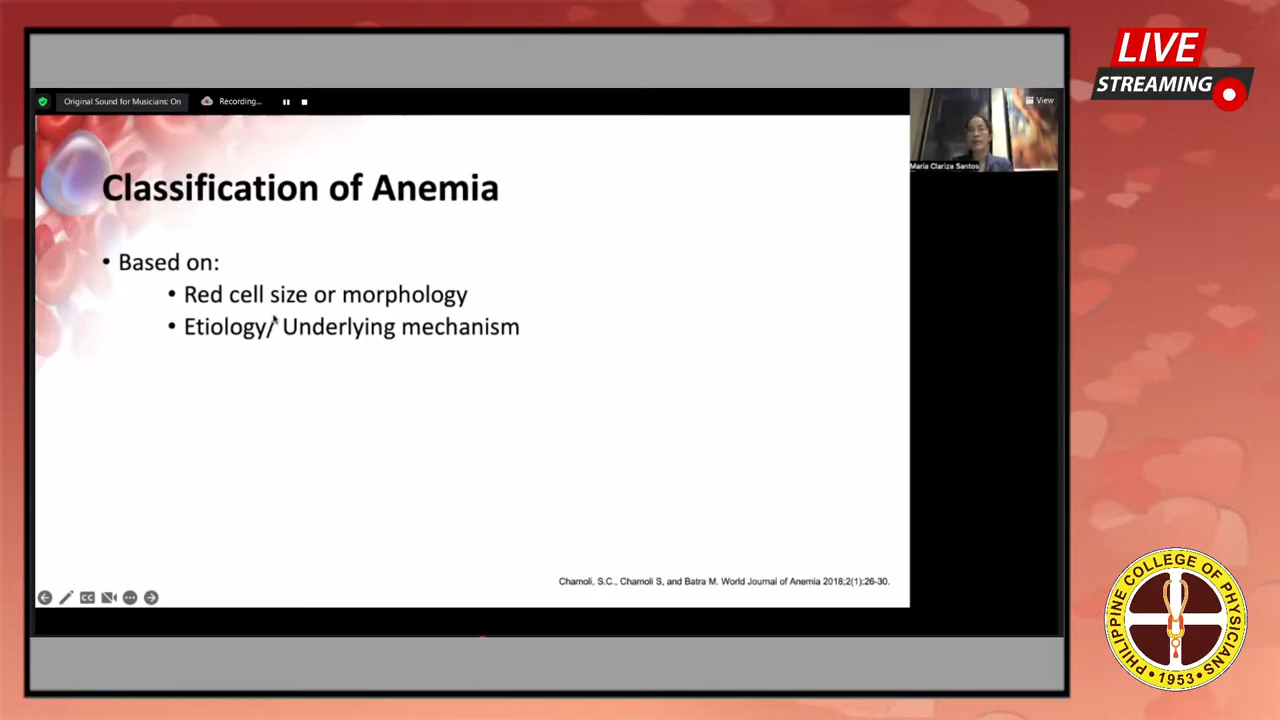 LIVE
STREAMING
Original Sound for Musicians: On
Recording...
View
Maria Clariza Santos
Classification of Anemia
• Based on:
• Red cell size or morphology
• Etiology/ Underlying mechanism
Chamoli, S.C., Chamoli S, and Batra M. World Journal of Anemia 2018;2(1):26-30.
CC
PHILIPPINE COLLEGE OF PHYSICIANS
• 1953 •